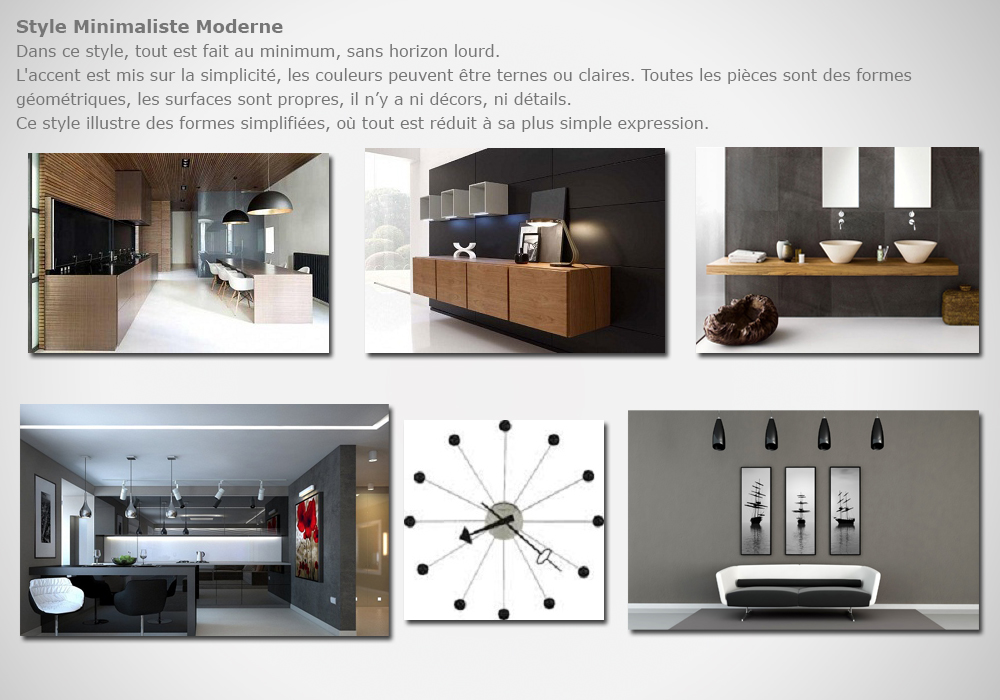 Style Minimaliste Moderne
Dans ce style, tout est fait au minimum, sans horizon lourd.
L'accent est mis sur la simplicité, les couleurs peuvent être ternes ou claires. Toutes les pièces sont des formes
géométriques, les surfaces sont propres, il n’y a ni décors, ni détails.
Ce style illustre des formes simplifiées, où tout est réduit à sa plus simple expression.